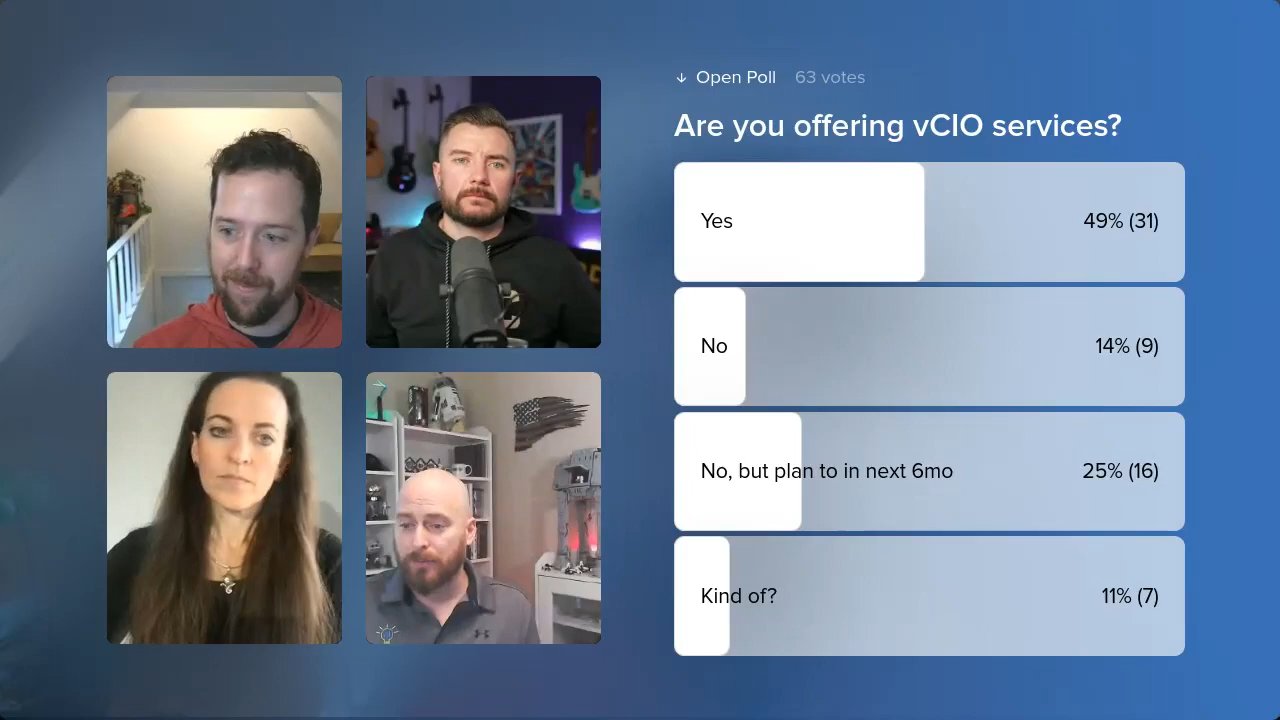 Open Poll 63 votes
Are you offering vCIO services?
Yes 49% (31)
No 14% (9)
No, but plan to in next 6mo 25% (16)
Kind of? 11% (7)